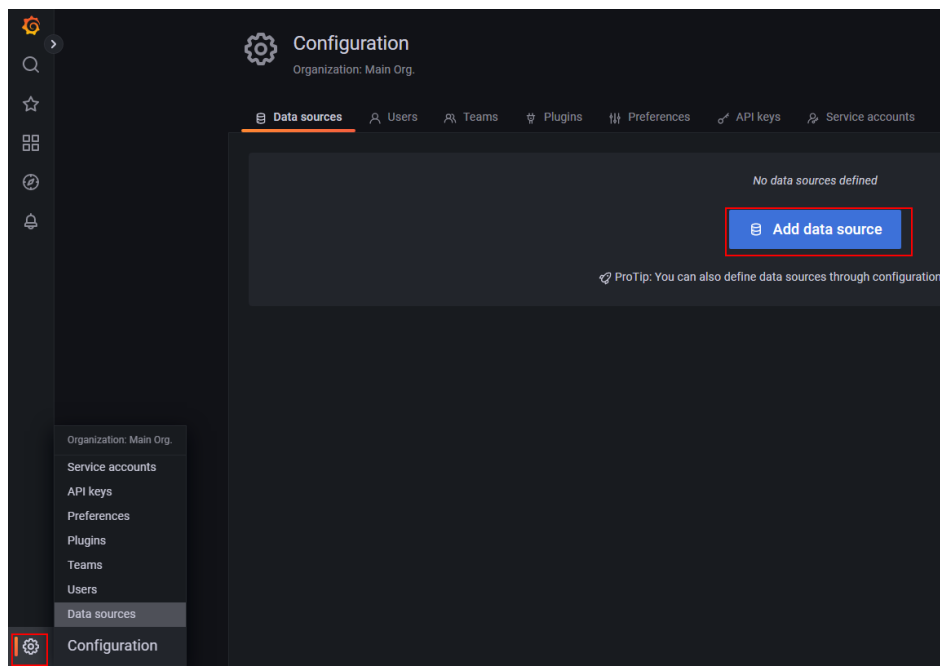 Configuration
Organization: Main Org.
Data sources Users Teams Plugins Preferences API keys Service accounts
No data sources defined
Add data source
ProTip: You can also define data sources through configuration
Organization: Main Org.
Service accounts
API keys
Preferences
Plugins
Teams
Users
Data sources
Configuration